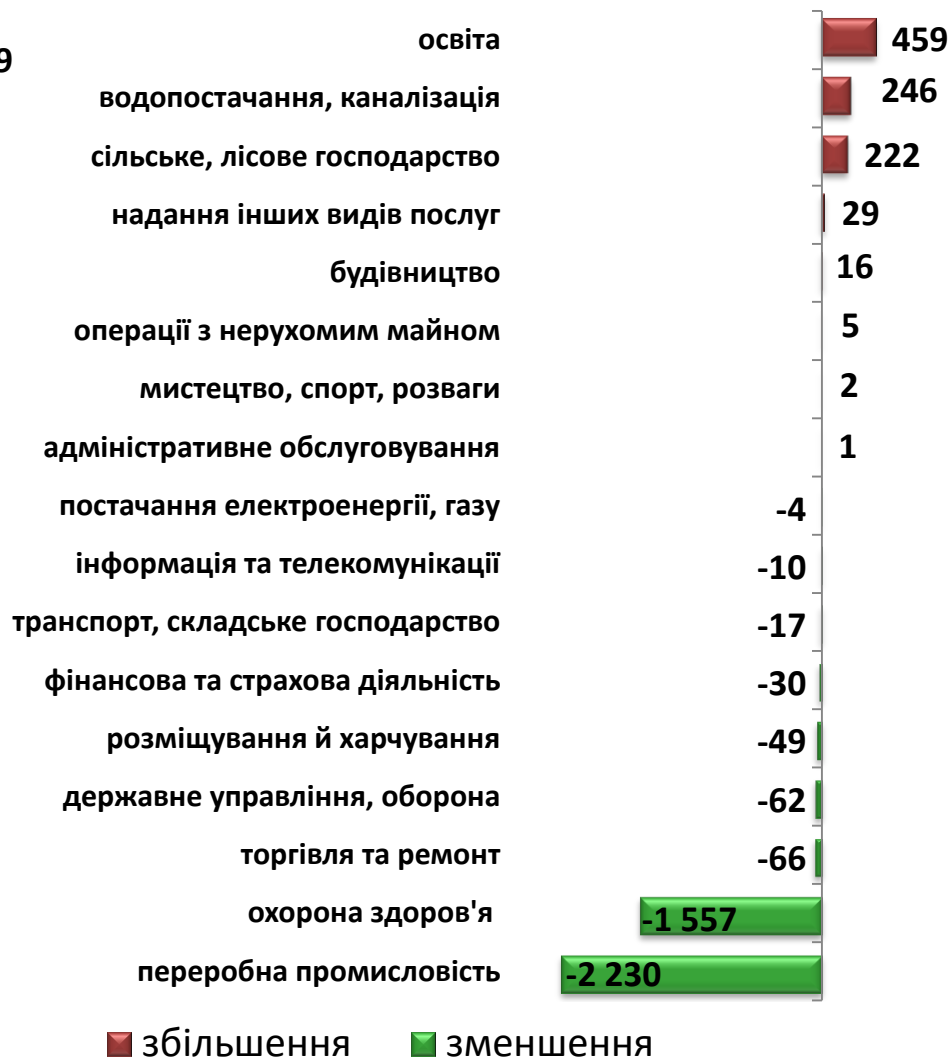 9
освіта 459
водопостачання, каналізація 246
сільське, лісове господарство 222
надання інших видів послуг 29
будівництво 16
операції з нерухомим майном 5
мистецтво, спорт, розваги 2
адміністративне обслуговування 1
постачання електроенергії, газу -4
інформація та телекомунікації -10
транспорт, складське господарство -17
фінансова та страхова діяльність -30
розміщування й харчування -49
державне управління, оборона -62
торгівля та ремонт -66
охорона здоров'я -1 557
переробна промисловість -2 230
збільшення зменшення